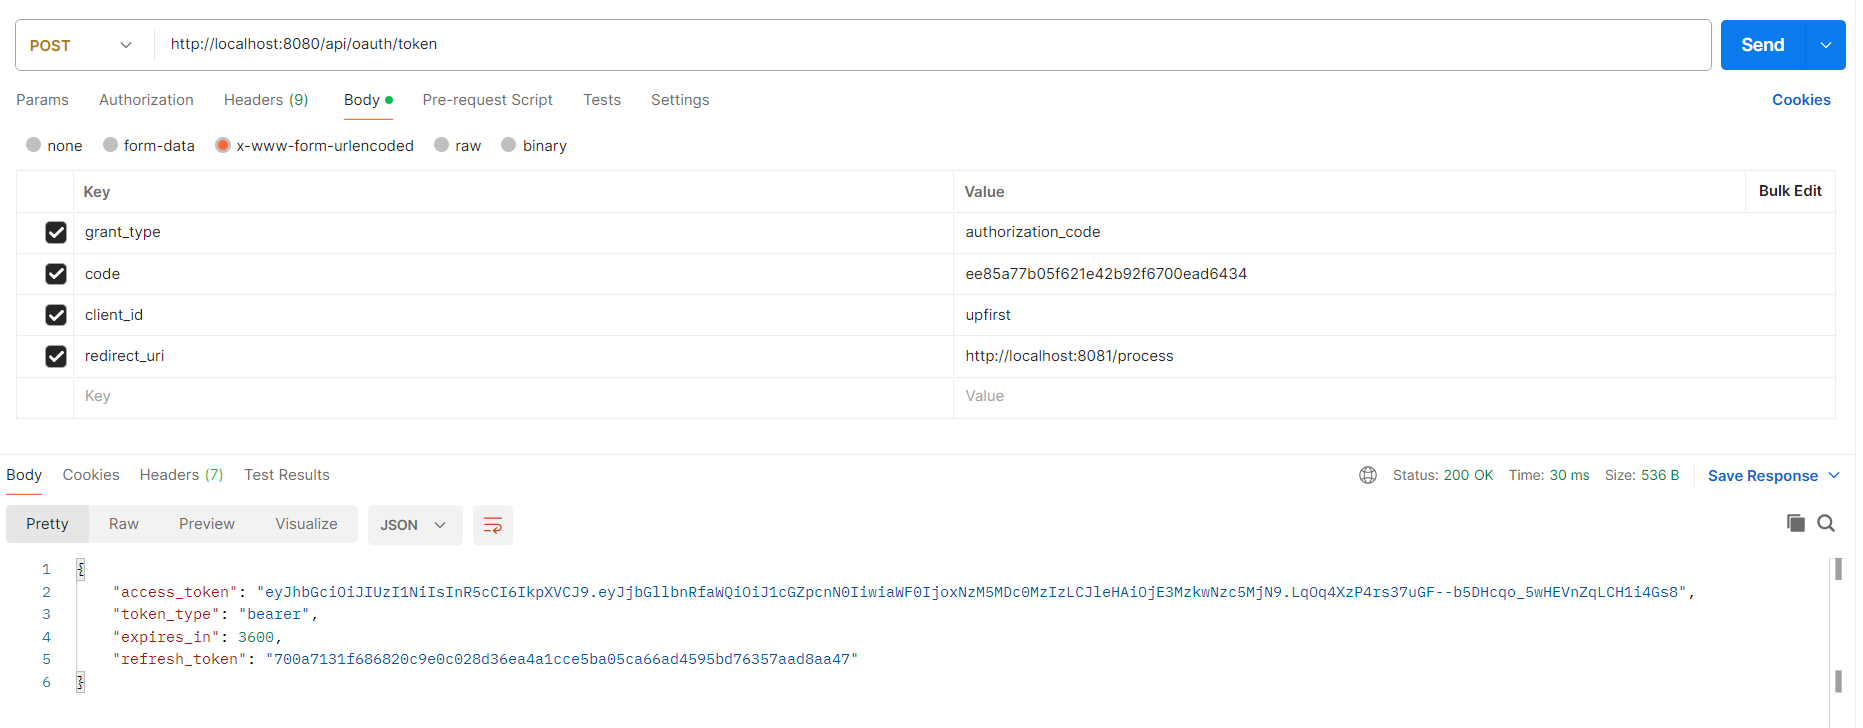 POST http://localhost:8080/api/oauth/token Send
Params Authorization Headers (9) Body Pre-request Script Tests Settings Cookies
none form-data x-www-form-urlencoded raw binary
Key Value Bulk Edit
grant_type authorization_code
code ee85a77b05f621e42b92f6700ead6434
client_id upfirst
redirect_uri http://localhost:8081/process
Key Value
Body Cookies Headers (7) Test Results Status: 200 OK Time: 30 ms Size: 536 B Save Response
Pretty Raw Preview Visualize JSON
1 {
2 "access_token": "eyJhbGciOiJIUzI1NiIsInR5cCI6IkpXVCJ9.eyJjbGllbnRfaWQiOiJ1cGZpcnN0IiwiaWF0IjoxNzM5MDc0MzIzLCJleHAiOjE3MzkwNzc5MjN9.LqOq4XzP4rs37uGF--b5DHcqo_5wHEVnZqLCH1i4Gs8",
3 "token_type": "bearer",
4 "expires_in": 3600,
5 "refresh_token": "700a7131f686820c9e0c028d36ea4a1cce5ba05ca66ad4595bd76357aad8aa47"
6 }